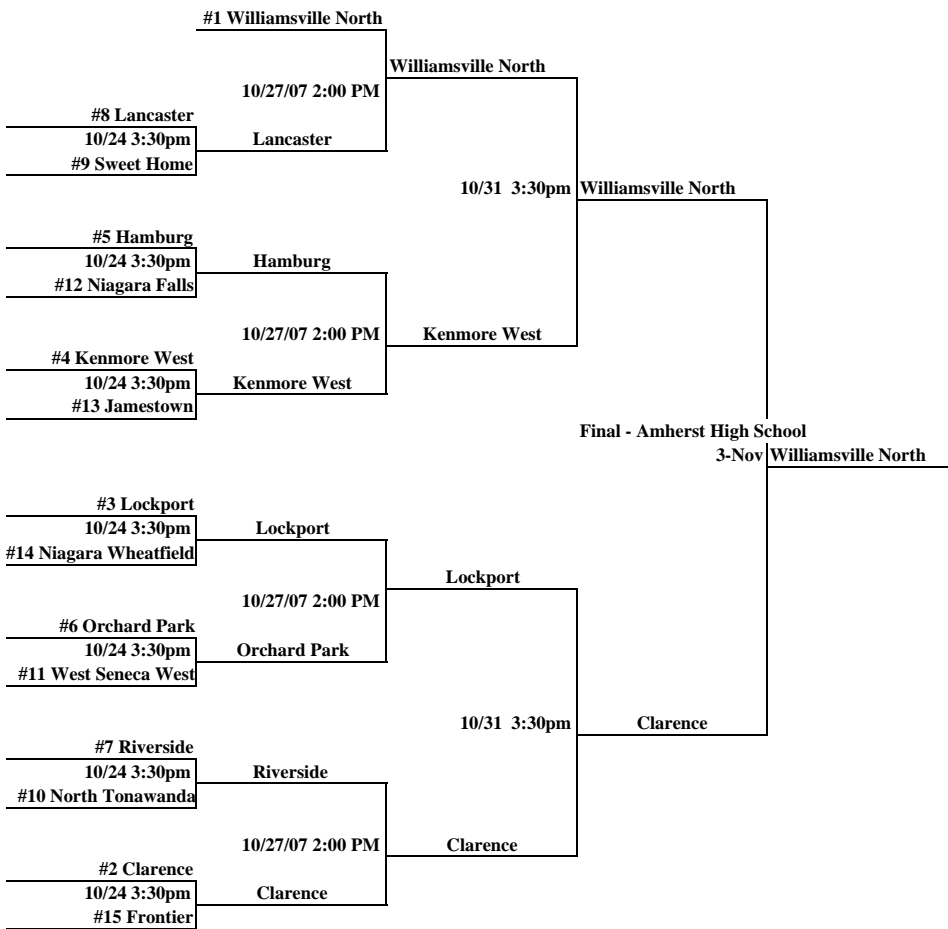 #1 Williamsville North
Williamsville North
10/27/07 2:00 PM
#8 Lancaster
10/24 3:30pm
Lancaster
#9 Sweet Home
10/31 3:30pm
Williamsville North
#5 Hamburg
10/24 3:30pm
Hamburg
#12 Niagara Falls
10/27/07 2:00 PM
Kenmore West
#4 Kenmore West
10/24 3:30pm
Kenmore West
#13 Jamestown
Final - Amherst High School
3-Nov
Williamsville North
#3 Lockport
10/24 3:30pm
Lockport
#14 Niagara Wheatfield
Lockport
10/27/07 2:00 PM
#6 Orchard Park
10/24 3:30pm
Orchard Park
#11 West Seneca West
10/31 3:30pm
Clarence
#7 Riverside
10/24 3:30pm
Riverside
#10 North Tonawanda
10/27/07 2:00 PM
Clarence
#2 Clarence
10/24 3:30pm
Clarence
#15 Frontier